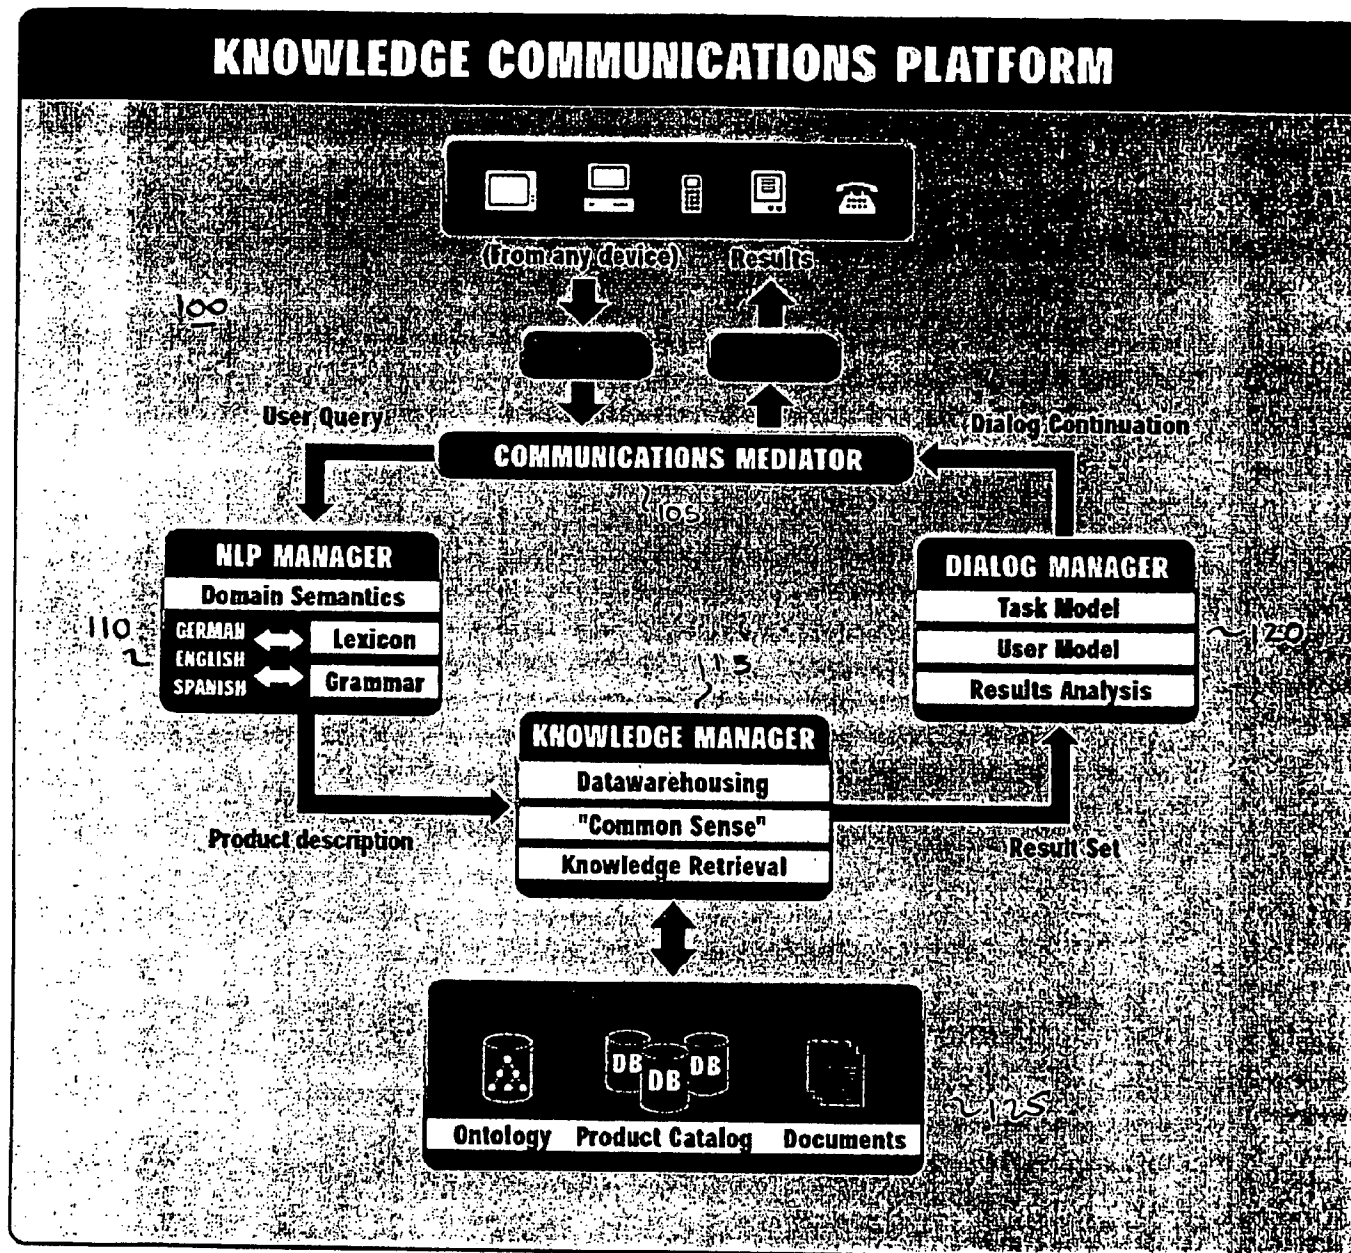 KNOWLEDGE COMMUNICATIONS PLATFORM
(From any device) Results
100
User Query
Dialog Continuation
COMMUNICATIONS MEDIATOR
105
NLP MANAGER
Domain Semantics
GERMAN
ENGLISH
SPANISH
Lexicon
Grammar
110
DIALOG MANAGER
Task Model
User Model
Results Analysis
120
115
KNOWLEDGE MANAGER
Datawarehousing
"Common Sense"
Knowledge Retrieval
Product description
Result Set
DB DB DB
Ontology Product Catalog Documents
125